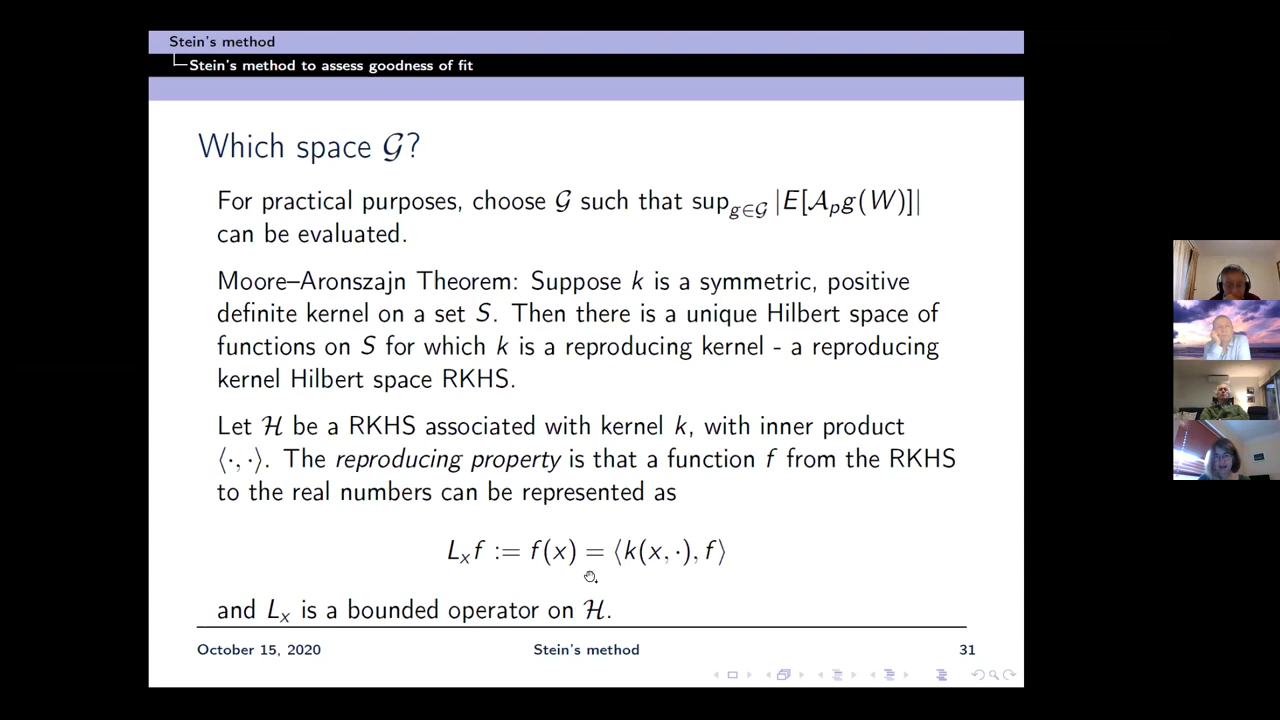 Stein's method
Stein's method to assess goodness of fit
Which space 𝒢?
For practical purposes, choose 𝒢 such that sup_{g∈𝒢} |E[𝒜_p g(W)]|
can be evaluated.
Moore–Aronszajn Theorem: Suppose k is a symmetric, positive
definite kernel on a set S. Then there is a unique Hilbert space of
functions on S for which k is a reproducing kernel - a reproducing
kernel Hilbert space RKHS.
Let ℋ be a RKHS associated with kernel k, with inner product
⟨·, ·⟩. The reproducing property is that a function f from the RKHS
to the real numbers can be represented as
L_x f := f(x) = ⟨k(x, ·), f⟩
and L_x is a bounded operator on ℋ.
October 15, 2020 Stein's method 31